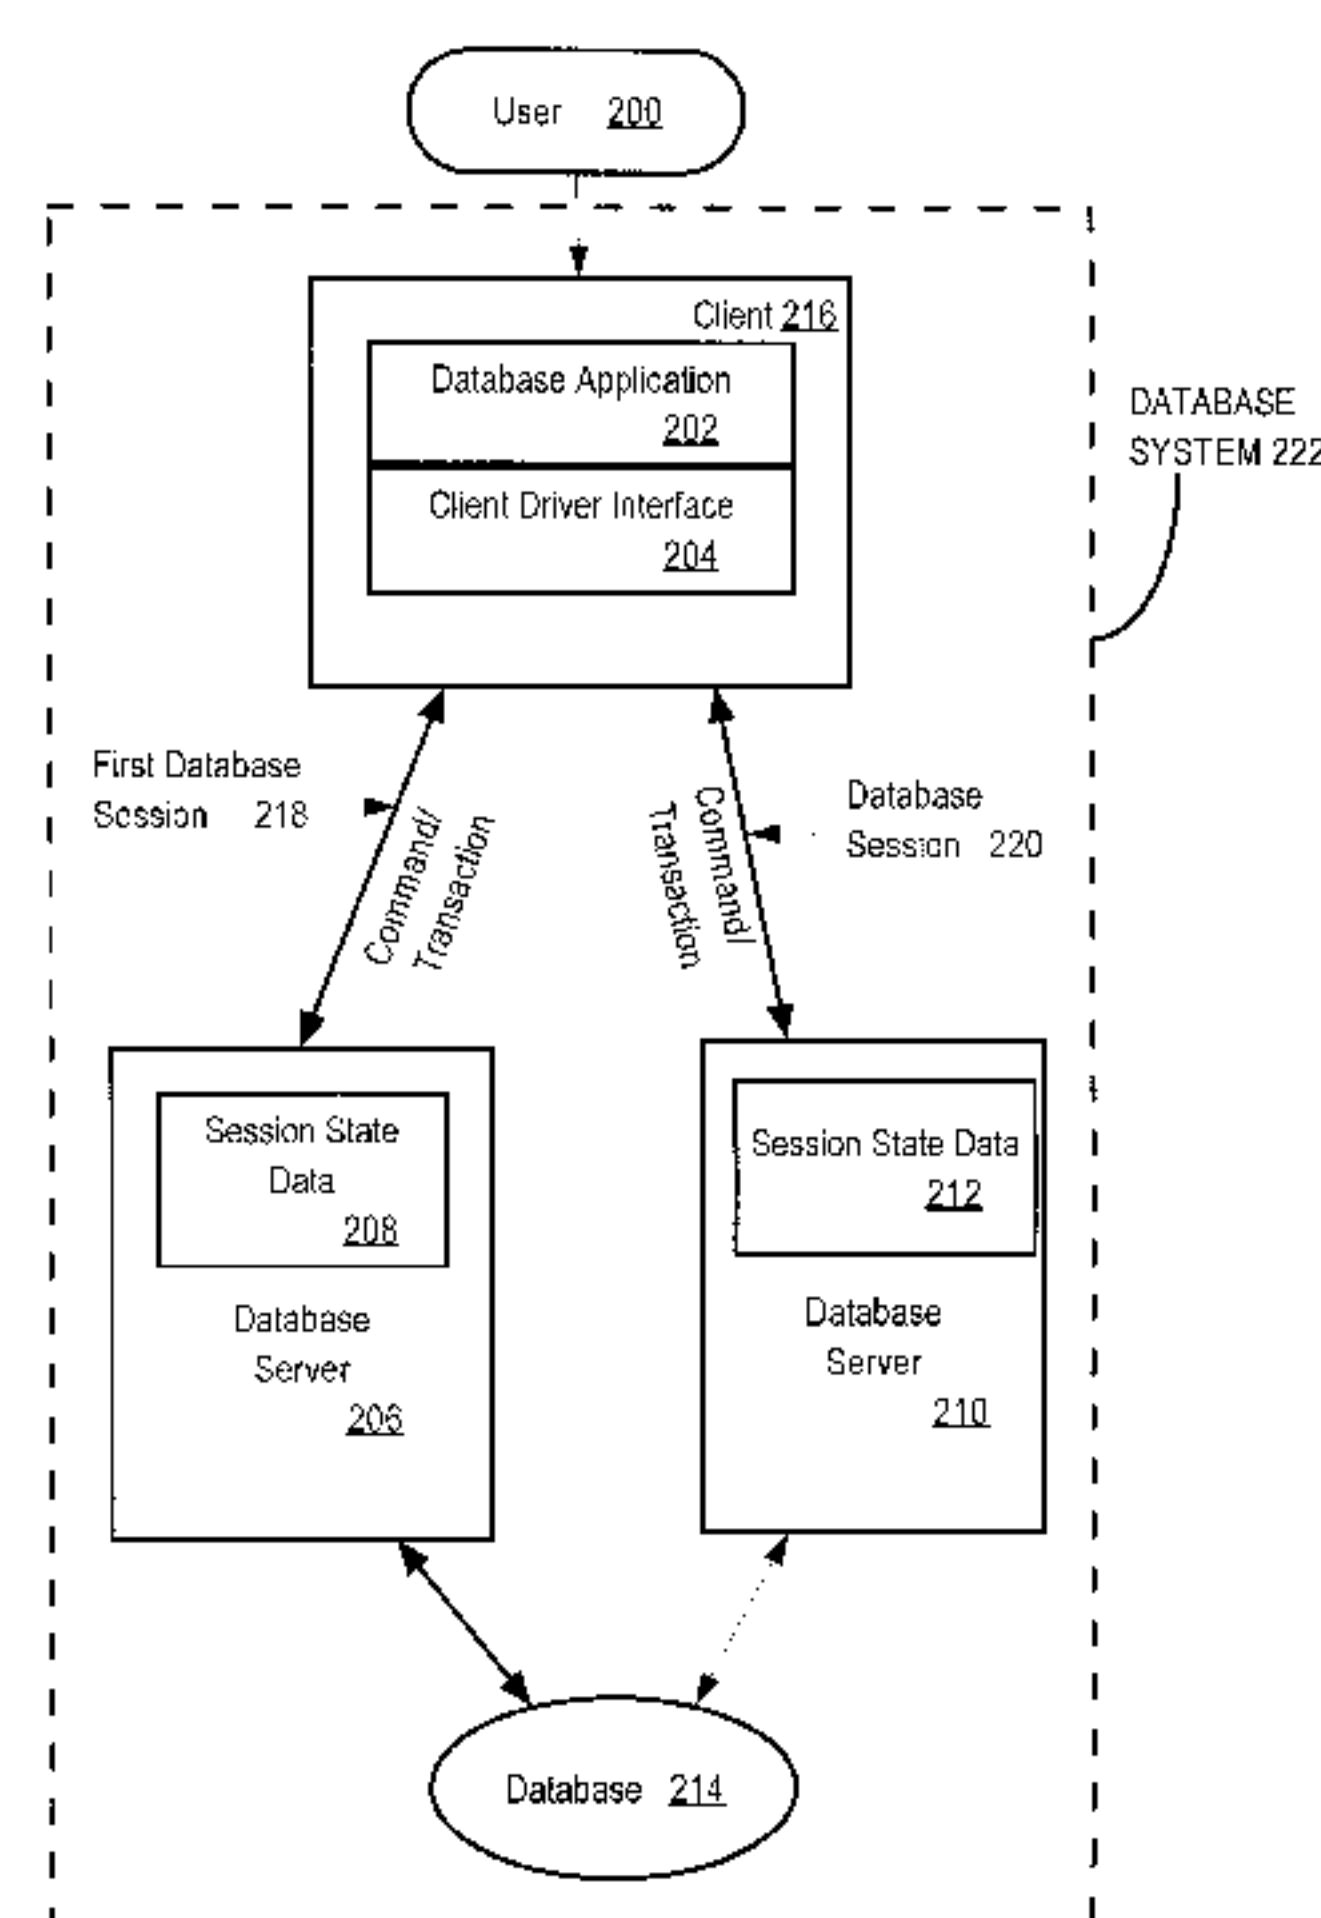 User 200
Client 216
Database Application
202
Client Driver Interface
204
DATABASE
SYSTEM 222
First Database
Session 218
Command/
Transaction
Command/
Transaction
Database
Session 220
Session State
Data
208
Database
Server
206
Session State Data
212
Database
Server
210
Database 214